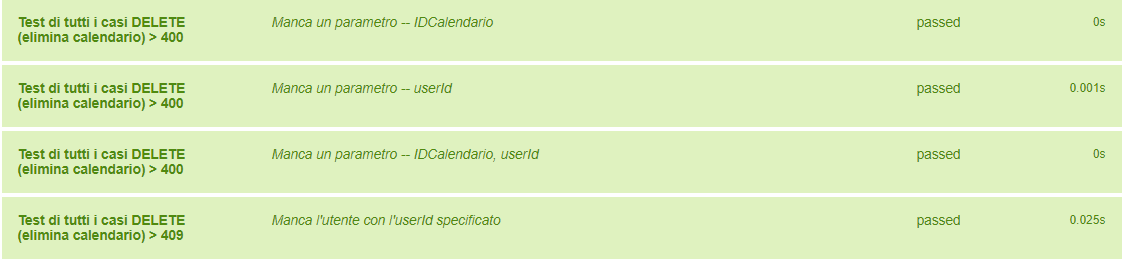 Test di tutti i casi DELETE Manca un parametro -- IDCalendario passed 0s
(elimina calendario) > 400
Test di tutti i casi DELETE Manca un parametro -- userId passed 0.001s
(elimina calendario) > 400
Test di tutti i casi DELETE Manca un parametro -- IDCalendario, userId passed 0s
(elimina calendario) > 400
Test di tutti i casi DELETE Manca l'utente con l'userId specificato passed 0.025s
(elimina calendario) > 409